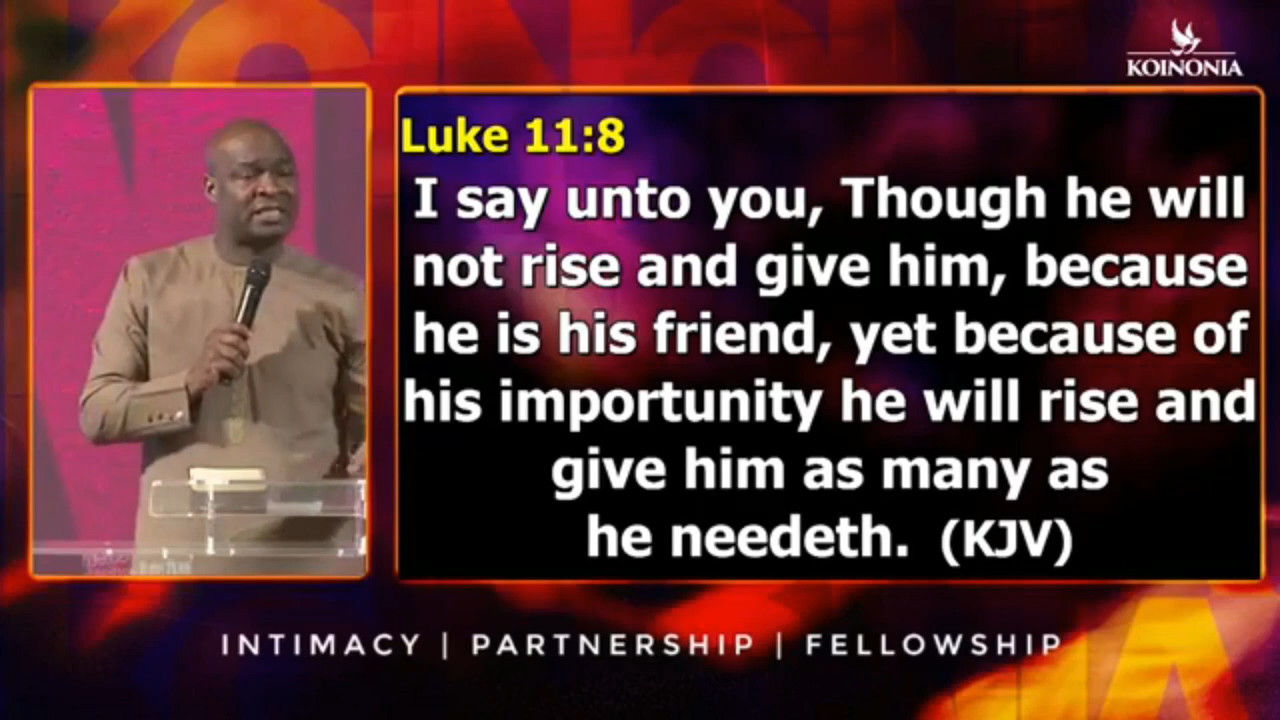 KOINONIA
Luke 11:8
I say unto you, Though he will
not rise and give him, because
he is his friend, yet because of
his importunity he will rise and
give him as many as
he needeth. (KJV)
INTIMACY | PARTNERSHIP | FELLOWSHIP